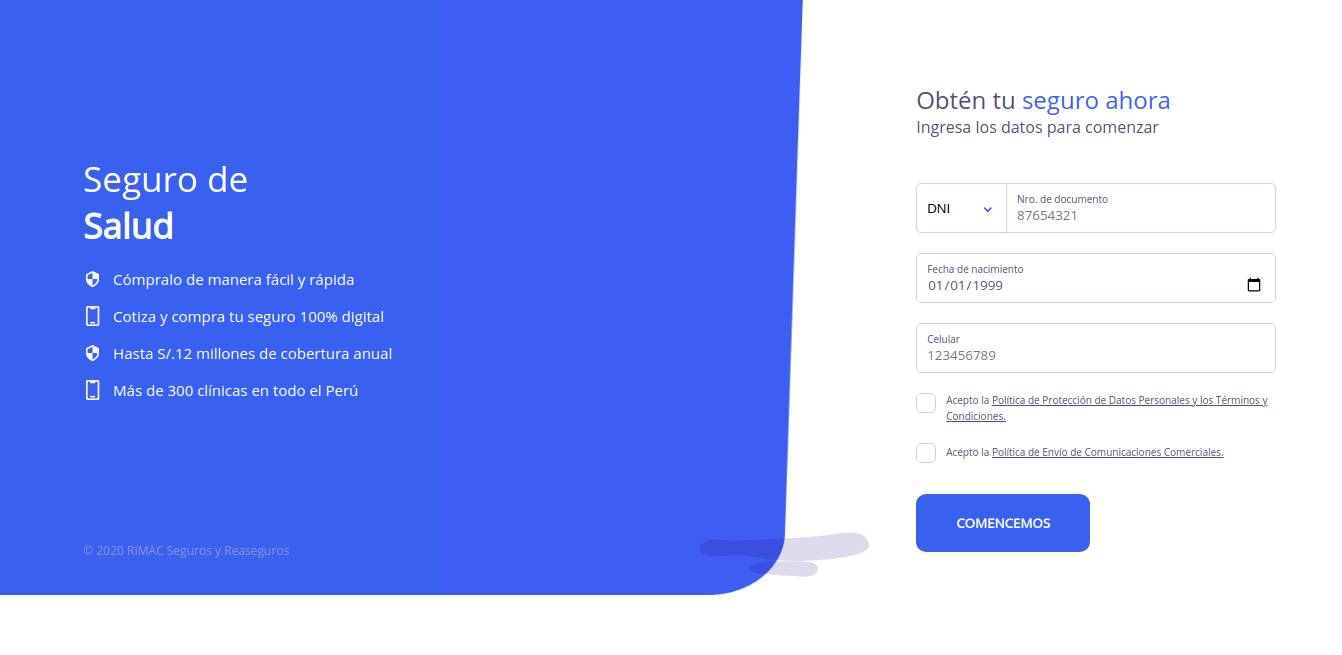 Seguro de
Salud
Cómpralo de manera fácil y rápida
Cotiza y compra tu seguro 100% digital
Hasta S/.12 millones de cobertura anual
Más de 300 clínicas en todo el Perú
© 2020 RIMAC Seguros y Reaseguros
Obtén tu seguro ahora
Ingresa los datos para comenzar
DNI
Nro. de documento
87654321
Fecha de nacimiento
01/01/1999
Celular
123456789
Acepto la Política de Protección de Datos Personales y los Términos y
Condiciones.
Acepto la Política de Envío de Comunicaciones Comerciales.
COMENCEMOS